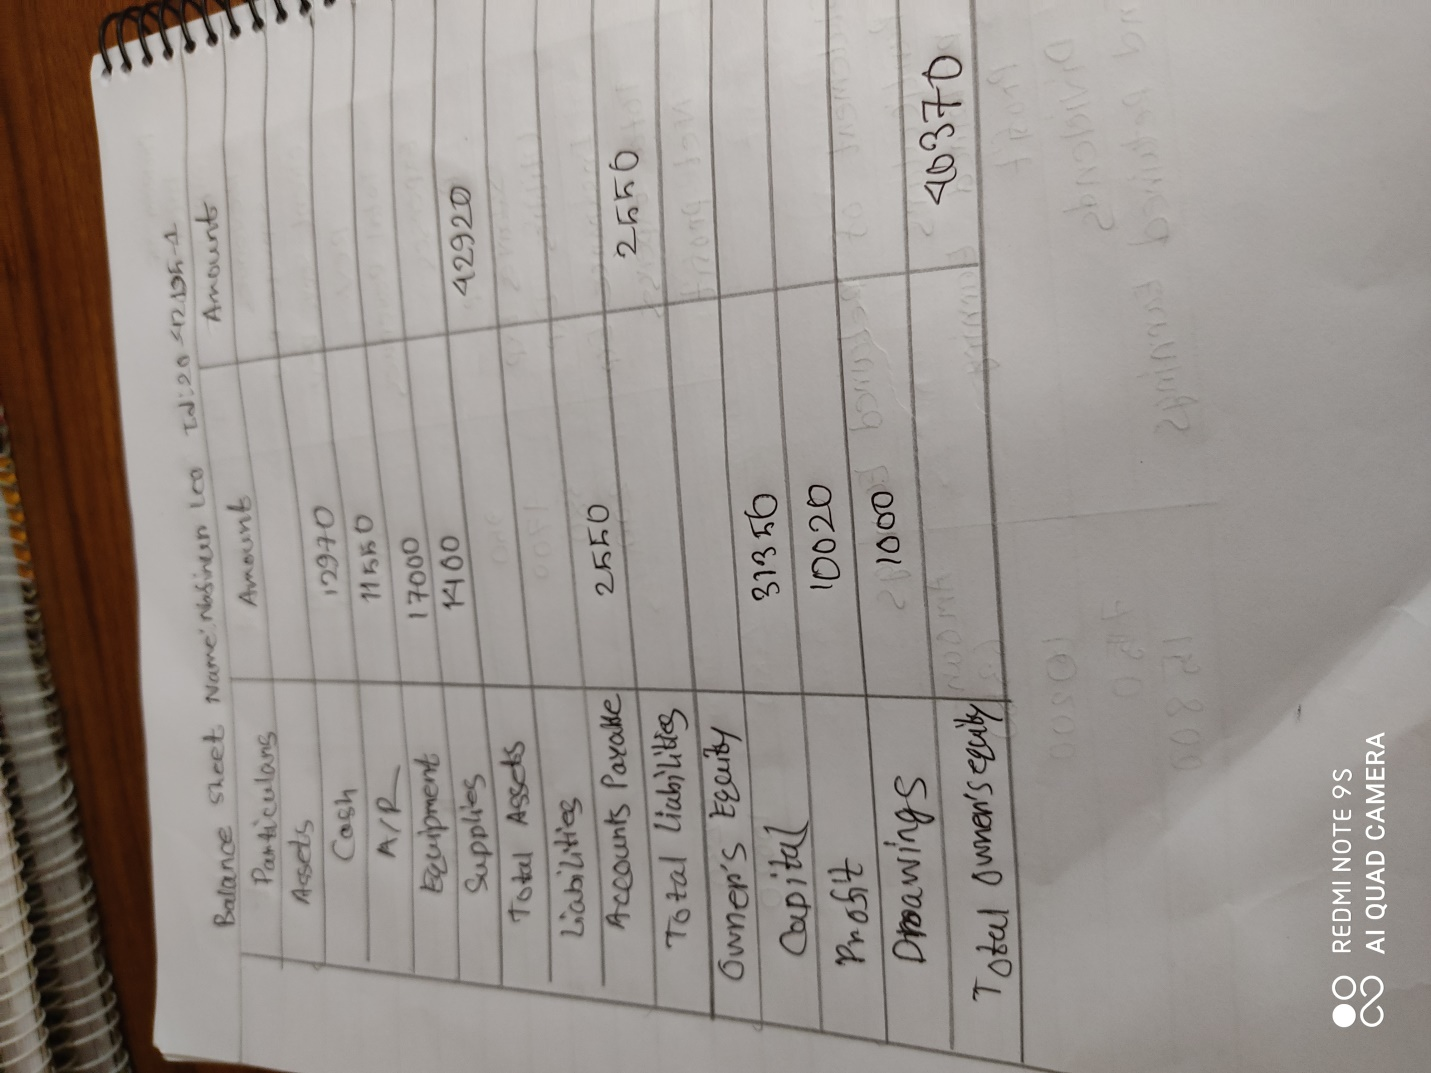 Balance Sheet Name: Nosineen Leo Id: 20-42195-1
Particulars Amount Amount
Assets
Cash 12970
A/R 11550
Equipment 17000
Supplies 1400
Total Assets 42920
Liabilities
Accounts Payable 2550
Total Liabilities 2550
Owner's Equity
Capital 31350
Profit 10020
Drawings 1000
Total Owner's equity 40370
REDMI NOTE 9S
AI QUAD CAMERA